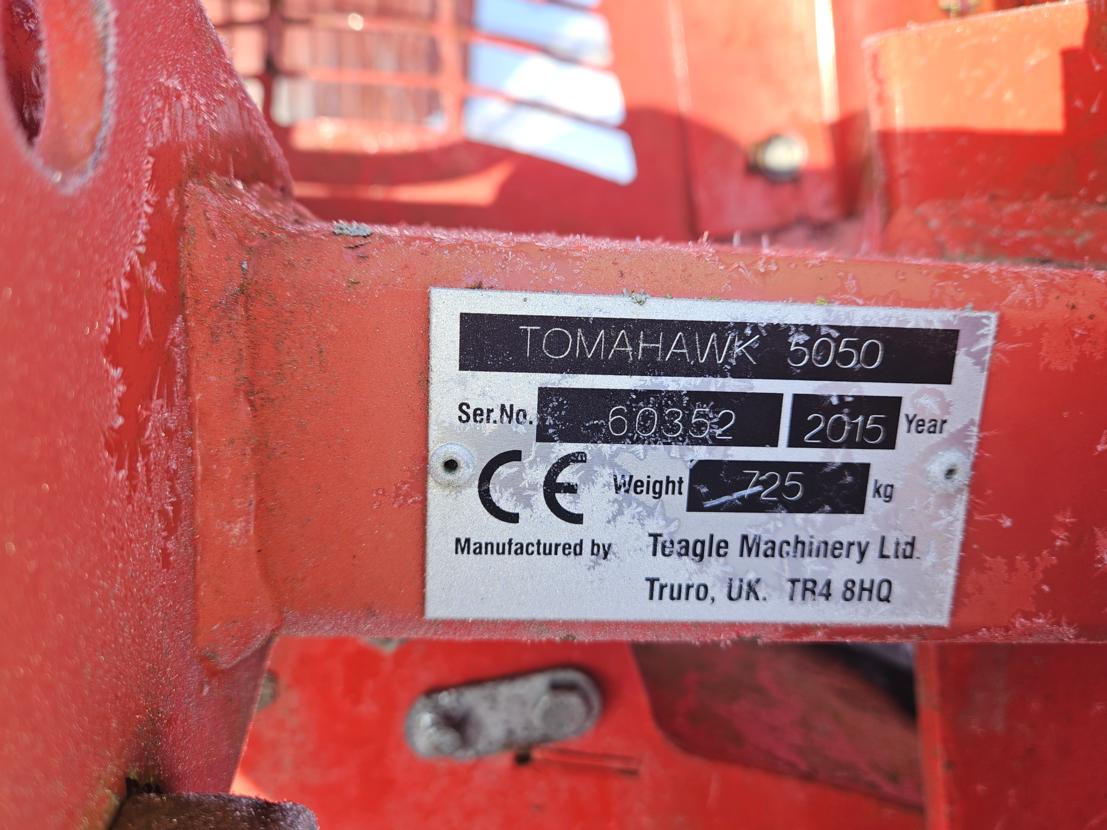 TOMAHAWK 5050
Ser.No. 60352 2015 Year
CE Weight 725 kg
Manufactured by Teagle Machinery Ltd.
Truro, UK. TR4 8HQ